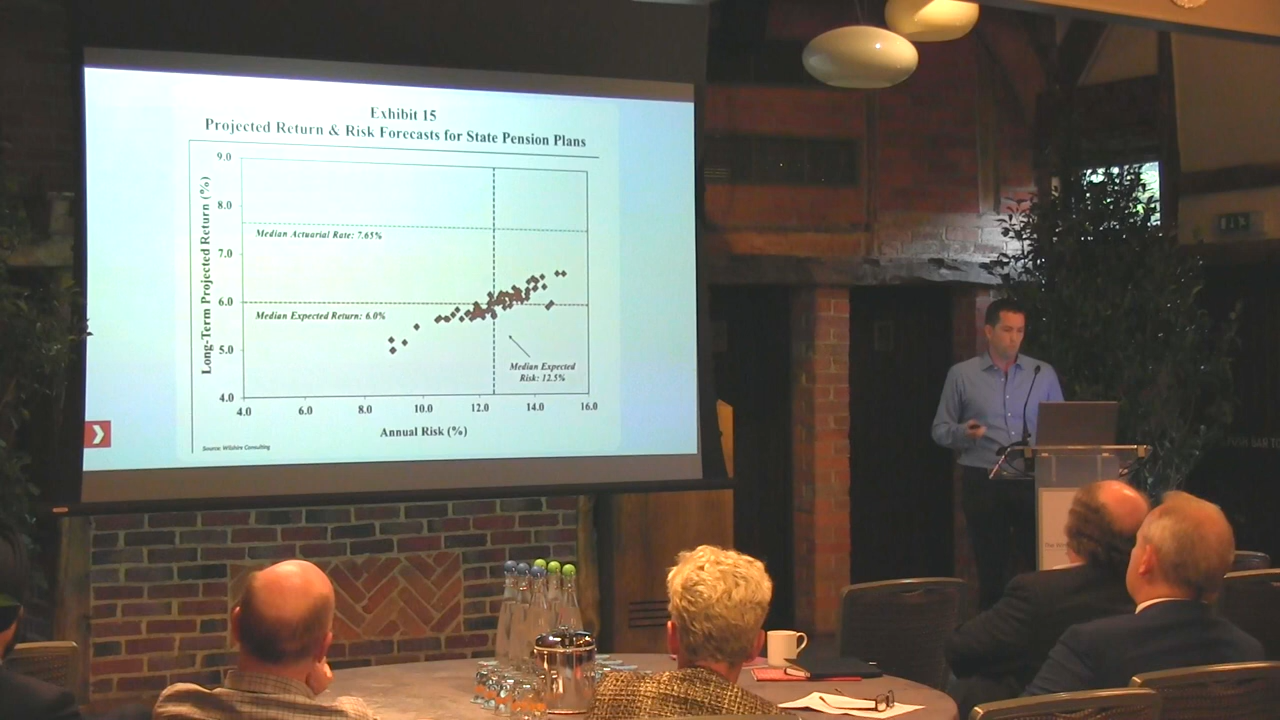 Exhibit 15
Projected Return & Risk Forecasts for State Pension Plans
9.0
8.0
7.0
6.0
5.0
4.0
Long-Term Projected Return (%)
Median Actuarial Rate: 7.65%
Median Expected Return: 6.0%
Median Expected
Risk: 12.5%
4.0 6.0 8.0 10.0 12.0 14.0 16.0
Annual Risk (%)
Source: Wilshire Consulting